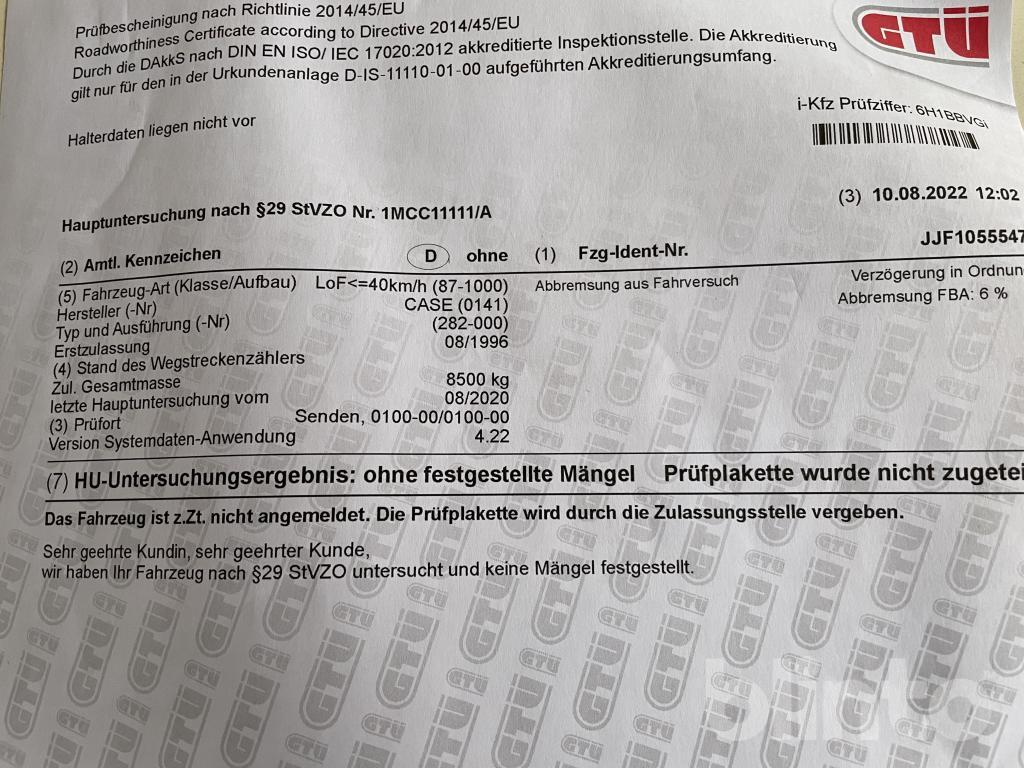 Prüfbescheinigung nach Richtlinie 2014/45/EU
Roadworthiness Certificate according to Directive 2014/45/EU
Durch die DAkkS nach DIN EN ISO/ IEC 17020:2012 akkreditierte Inspektionsstelle. Die Akkreditierung
gilt nur für den in der Urkundenanlage D-IS-11110-01-00 aufgeführten Akkreditierungsumfang.
GTÜ
i-Kfz Prüfziffer: 6H1BBVGi
Halterdaten liegen nicht vor
(3) 10.08.2022 12:02
Hauptuntersuchung nach §29 StVZO Nr. 1MCC11111/A
(2) Amtl. Kennzeichen D ohne (1) Fzg-Ident-Nr. JJF1055547
(5) Fahrzeug-Art (Klasse/Aufbau) LoF<=40km/h (87-1000) Abbremsung aus Fahrversuch Verzögerung in Ordnun
Hersteller (-Nr) CASE (0141) Abbremsung FBA: 6 %
Typ und Ausführung (-Nr) (282-000)
Erstzulassung 08/1996
(4) Stand des Wegstreckenzählers
Zul. Gesamtmasse 8500 kg
letzte Hauptuntersuchung vom 08/2020
(3) Prüfort Senden, 0100-00/0100-00
Version Systemdaten-Anwendung 4.22
(7) HU-Untersuchungsergebnis: ohne festgestellte Mängel Prüfplakette wurde nicht zugetei
Das Fahrzeug ist z.Zt. nicht angemeldet. Die Prüfplakette wird durch die Zulassungsstelle vergeben.
Sehr geehrte Kundin, sehr geehrter Kunde,
wir haben Ihr Fahrzeug nach §29 StVZO untersucht und keine Mängel festgestellt.